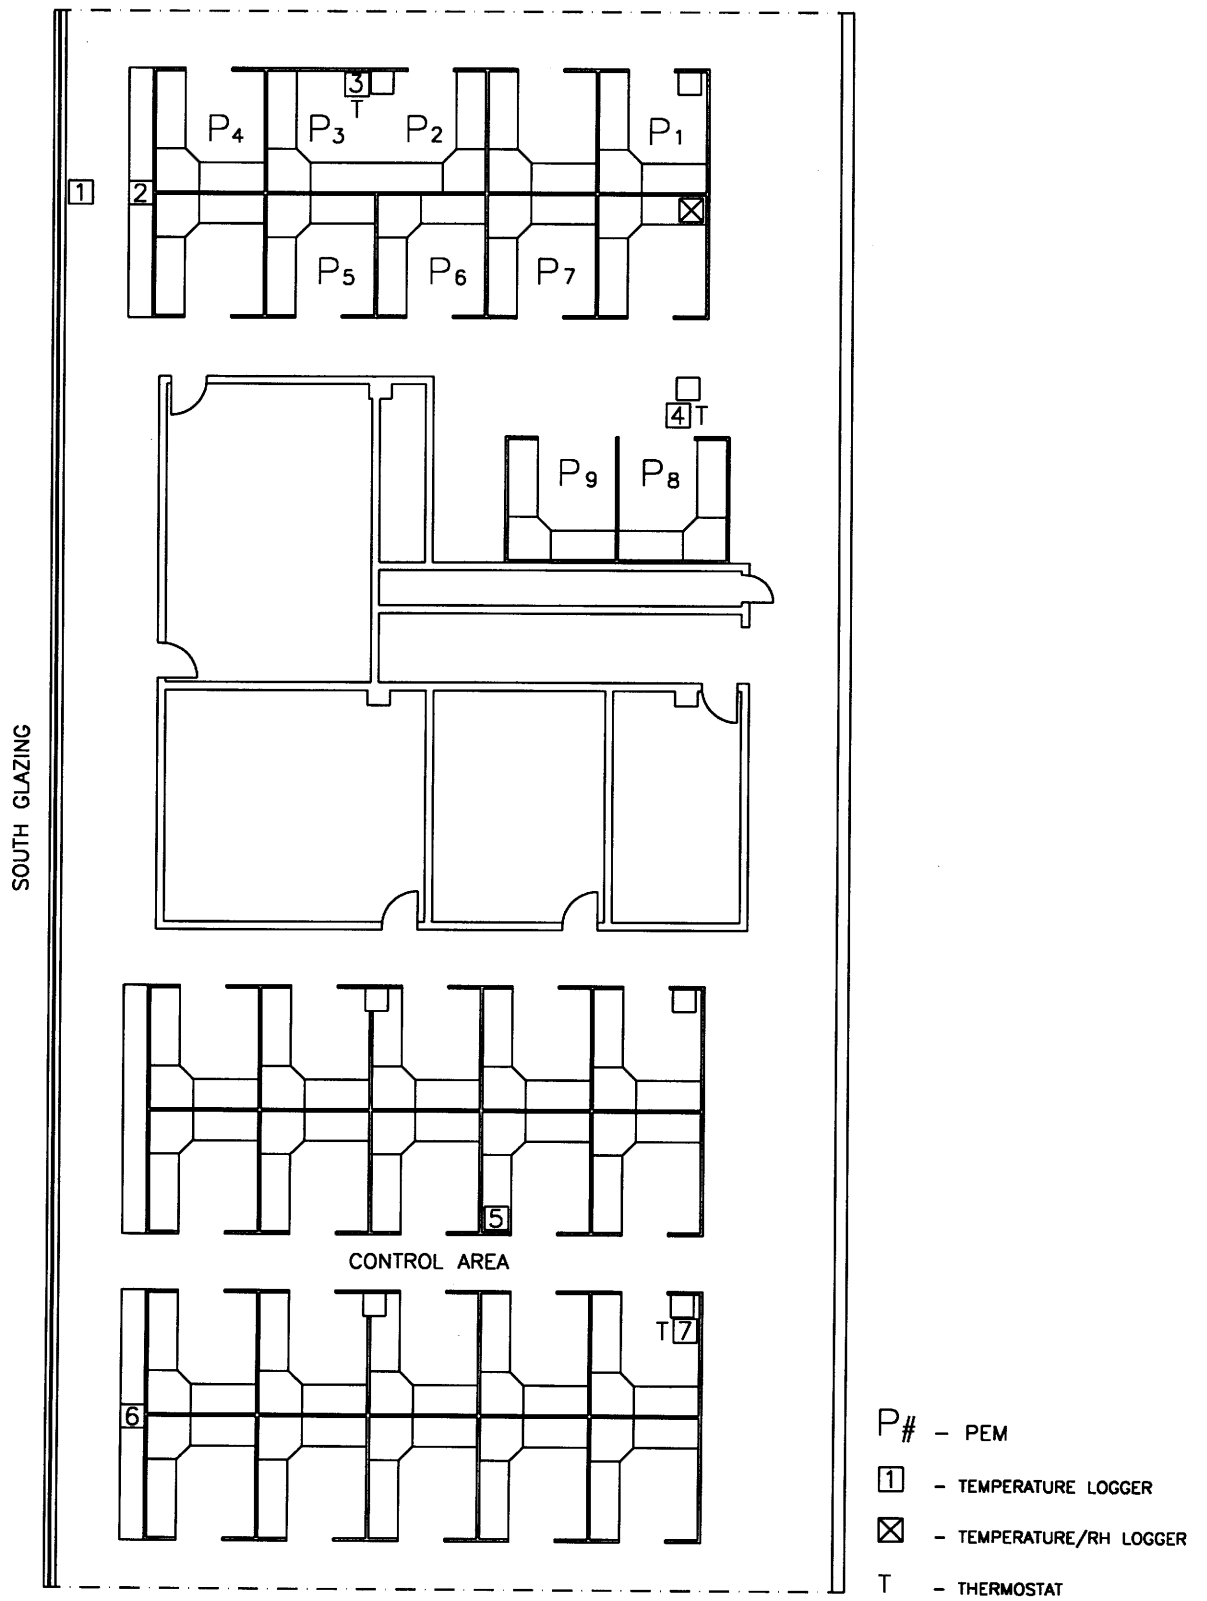 3
T
P4
P3
P2
P1
1
2
P5
P6
P7
4 T
P9
P8
SOUTH GLAZING
5
CONTROL AREA
T 7
6
P# – PEM
1 – TEMPERATURE LOGGER
– TEMPERATURE/RH LOGGER
T – THERMOSTAT